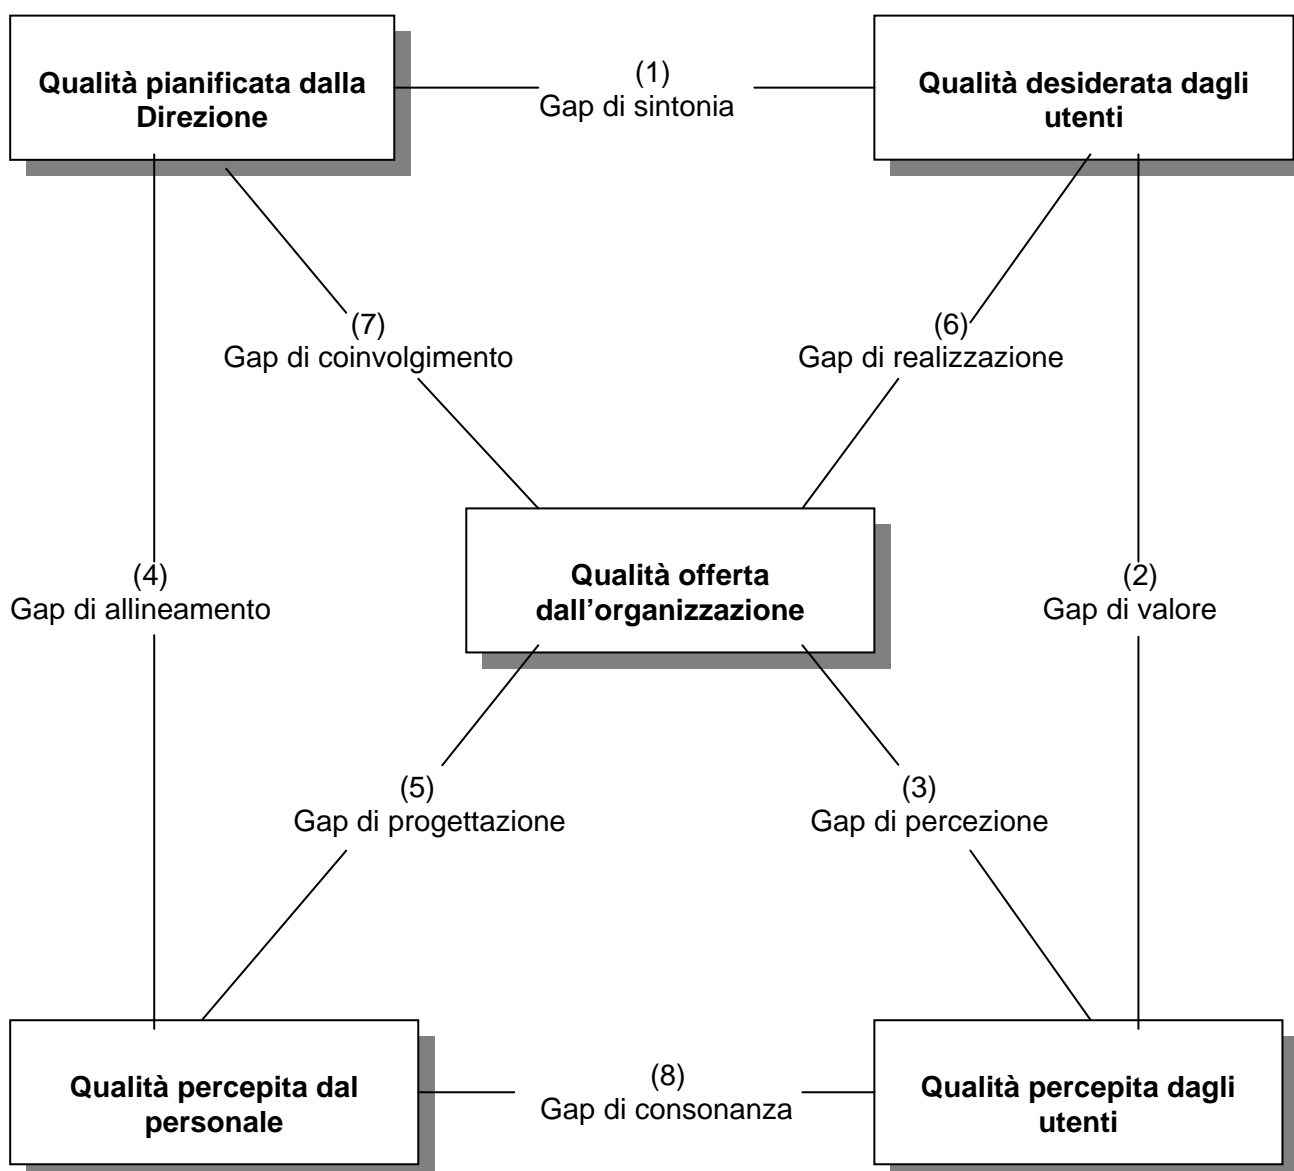 Qualità pianificata dalla
Direzione
(1)
Gap di sintonia
Qualità desiderata dagli
utenti
(7)
Gap di coinvolgimento
(6)
Gap di realizzazione
(4)
Gap di allineamento
Qualità offerta
dall’organizzazione
(2)
Gap di valore
(5)
Gap di progettazione
(3)
Gap di percezione
Qualità percepita dal
personale
(8)
Gap di consonanza
Qualità percepita dagli
utenti